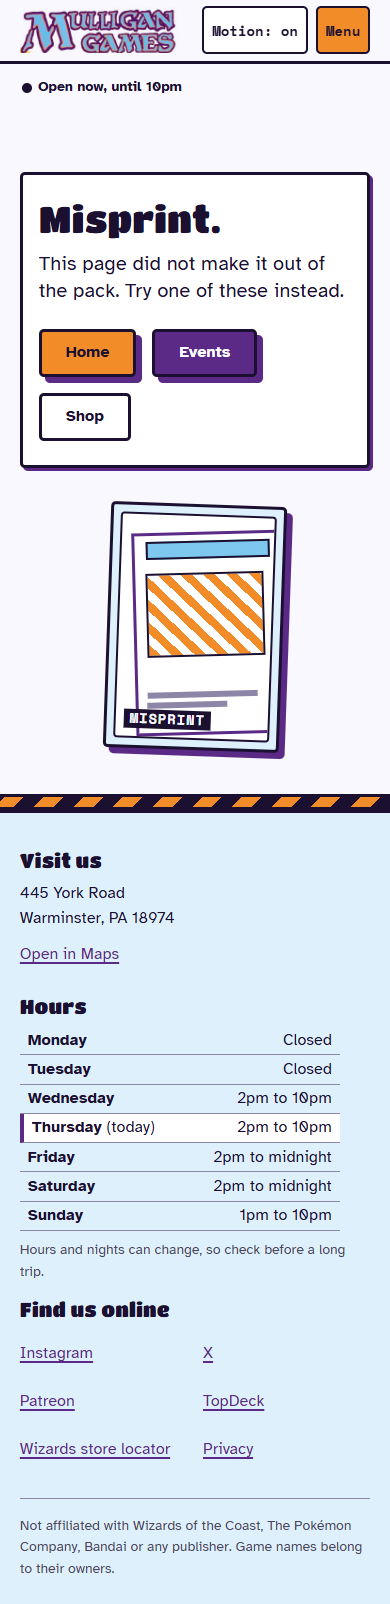 MULLIGAN
GAMES
Motion: on
Menu
Open now, until 10pm
Misprint.
This page did not make it out of
the pack. Try one of these instead.
Home
Events
Shop
MISPRINT
Visit us
445 York Road
Warminster, PA 18974
Open in Maps
Hours
Monday Closed
Tuesday Closed
Wednesday 2pm to 10pm
Thursday (today) 2pm to 10pm
Friday 2pm to midnight
Saturday 2pm to midnight
Sunday 1pm to 10pm
Hours and nights can change, so check before a long
trip.
Find us online
Instagram X
Patreon TopDeck
Wizards store locator Privacy
Not affiliated with Wizards of the Coast, The Pokémon
Company, Bandai or any publisher. Game names belong
to their owners.